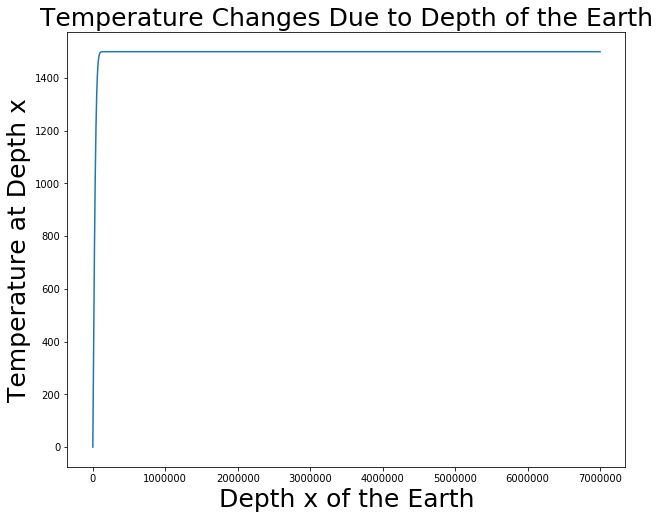 Temperature Changes Due to Depth of the Earth
Temperature at Depth x
1400
1200
1000
800
600
400
200
0
0 1000000 2000000 3000000 4000000 5000000 6000000 7000000
Depth x of the Earth